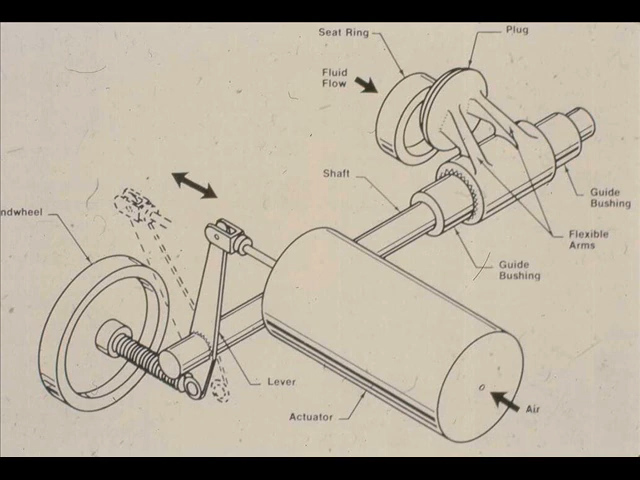 Seat Ring
Plug
Fluid
Flow
Shaft
Guide
Bushing
ndwheel
Flexible
Arms
Guide
Bushing
Lever
Actuator
Air